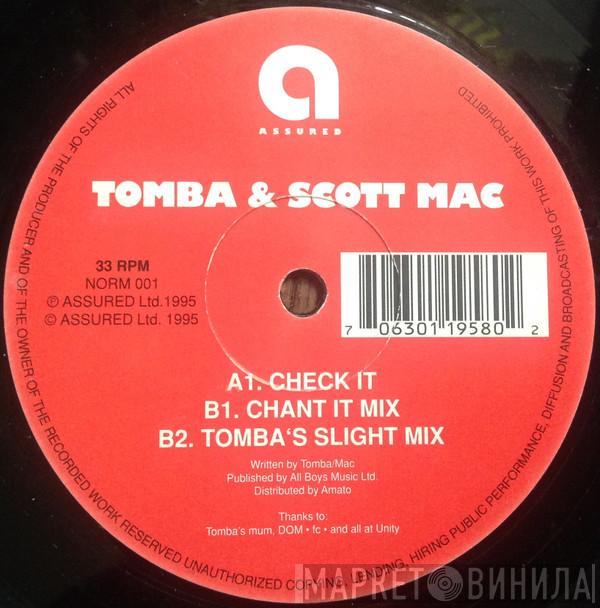 a
ASSURED
TOMBA & SCOTT MAC
33 RPM
NORM 001
℗ ASSURED Ltd.1995
© ASSURED Ltd. 1995
7 06301 19580 2
A1. CHECK IT
B1. CHANT IT MIX
B2. TOMBA'S SLIGHT MIX
Written by Tomba/Mac
Published by All Boys Music Ltd.
Distributed by Amato
Thanks to:
Tomba's mum, DOM • fc • and all at Unity
ALL RIGHTS OF THE PRODUCER AND OF THE OWNER OF THE RECORDED WORK RESERVED UNAUTHORIZED COPYING, LENDING, HIRING PUBLIC PERFORMANCE, DIFFUSION AND BROADCASTING OF THIS WORK PROHIBITED
МАРКЕТ ВИНИЛА